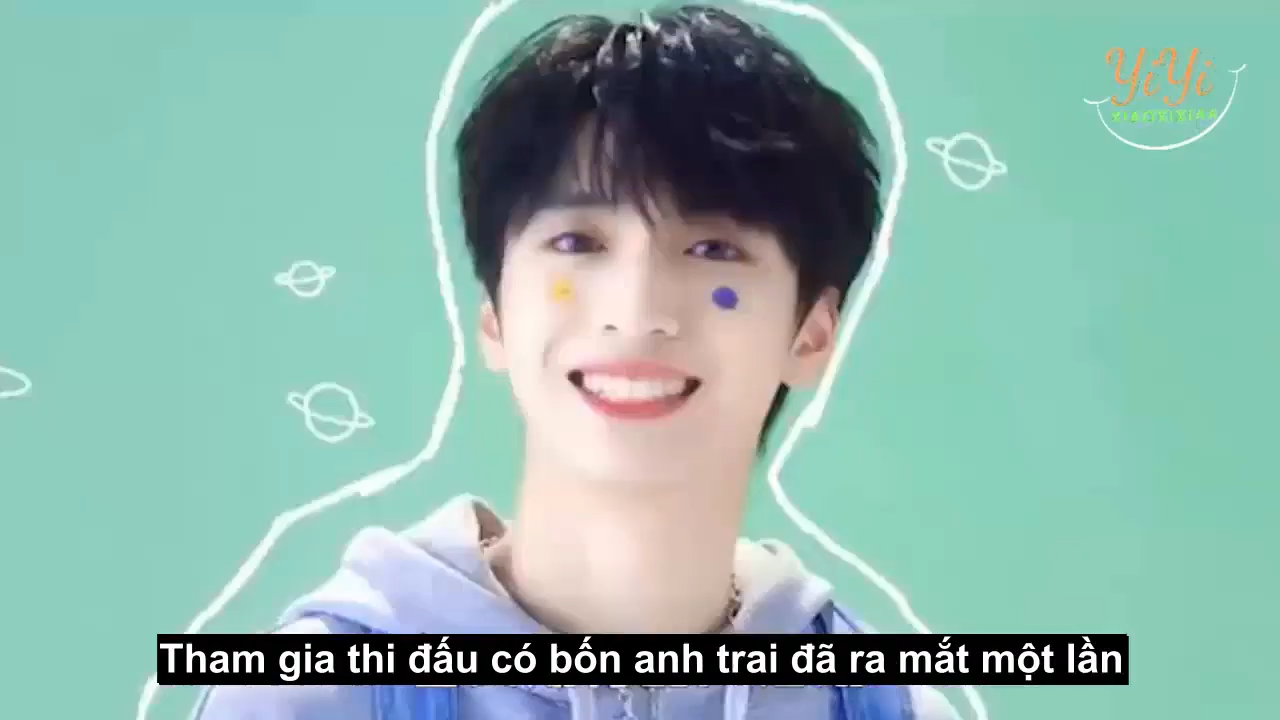 YiYi
Tham gia thi đấu có bốn anh trai đã ra mắt một lần